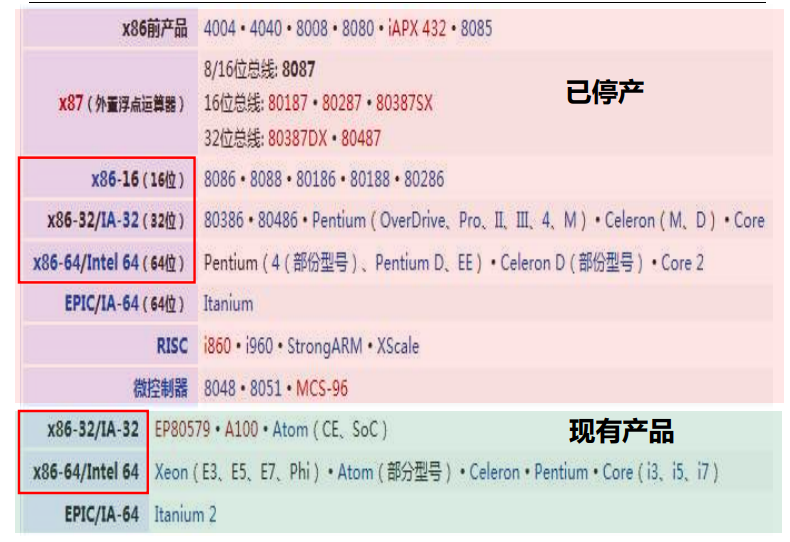 x86前产品 4004 • 4040 • 8008 • 8080 • iAPX 432 • 8085
8/16位总线: 8087
已停产
x87 ( 外置浮点运算器 ) 16位总线: 80187 • 80287 • 80387SX
32位总线: 80387DX • 80487
x86-16 ( 16位 ) 8086 • 8088 • 80186 • 80188 • 80286
x86-32/IA-32 ( 32位 ) 80386 • 80486 • Pentium ( OverDrive、Pro、II、III、4、M ) • Celeron ( M、D ) • Core
x86-64/Intel 64 ( 64位 ) Pentium ( 4 ( 部份型号 ) 、Pentium D、EE ) • Celeron D ( 部份型号 ) • Core 2
EPIC/IA-64 ( 64位 ) Itanium
RISC i860 • i960 • StrongARM • XScale
微控制器 8048 • 8051 • MCS-96
x86-32/IA-32 EP80579 • A100 • Atom ( CE、SoC )
现有产品
x86-64/Intel 64 Xeon ( E3、E5、E7、Phi ) • Atom ( 部分型号 ) • Celeron • Pentium • Core ( i3、i5、i7 )
EPIC/IA-64 Itanium 2